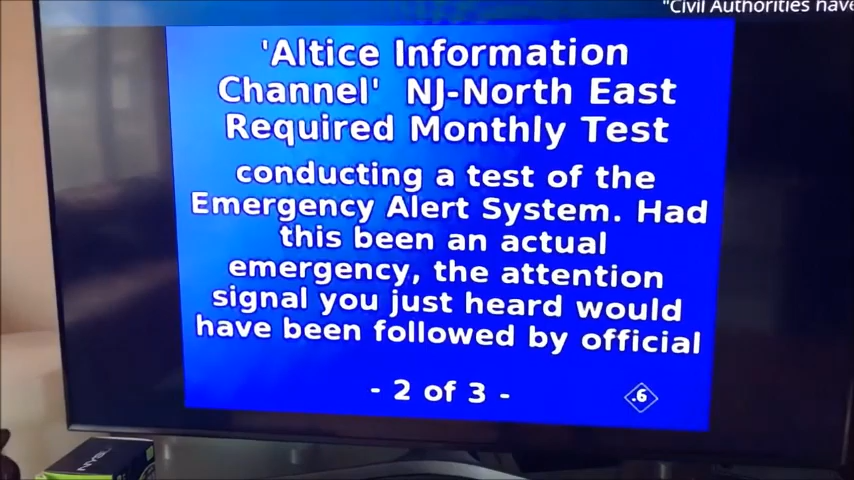 "Civil Authorities have
'Altice Information
Channel' NJ-North East
Required Monthly Test
conducting a test of the
Emergency Alert System. Had
this been an actual
emergency, the attention
signal you just heard would
have been followed by official
- 2 of 3 -
.6